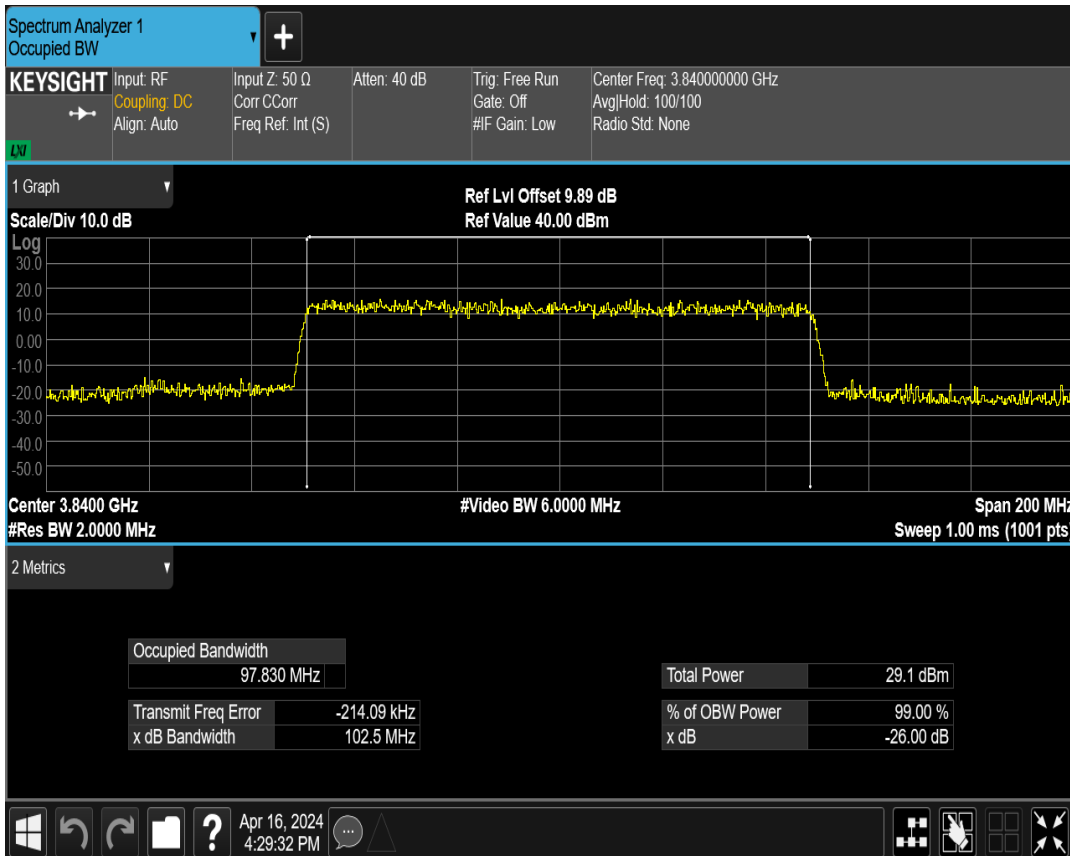 Spectrum Analyzer 1
Occupied BW
+
KEYSIGHT
LXI
Input: RF
Coupling: DC
Align: Auto
Input Z: 50 Ω
Corr CCorr
Freq Ref: Int (S)
Atten: 40 dB
Trig: Free Run
Gate: Off
#IF Gain: Low
Center Freq: 3.840000000 GHz
Avg|Hold: 100/100
Radio Std: None
1 Graph
Scale/Div 10.0 dB
Ref Lvl Offset 9.89 dB
Ref Value 40.00 dBm
Log
30.0
20.0
10.0
0.00
-10.0
-20.0
-30.0
-40.0
-50.0
Center 3.8400 GHz
#Video BW 6.0000 MHz
Span 200 MHz
#Res BW 2.0000 MHz
Sweep 1.00 ms (1001 pts)
2 Metrics
Occupied Bandwidth
97.830 MHz
Total Power 29.1 dBm
Transmit Freq Error -214.09 kHz
% of OBW Power 99.00 %
x dB Bandwidth 102.5 MHz
x dB -26.00 dB
?
Apr 16, 2024
4:29:32 PM